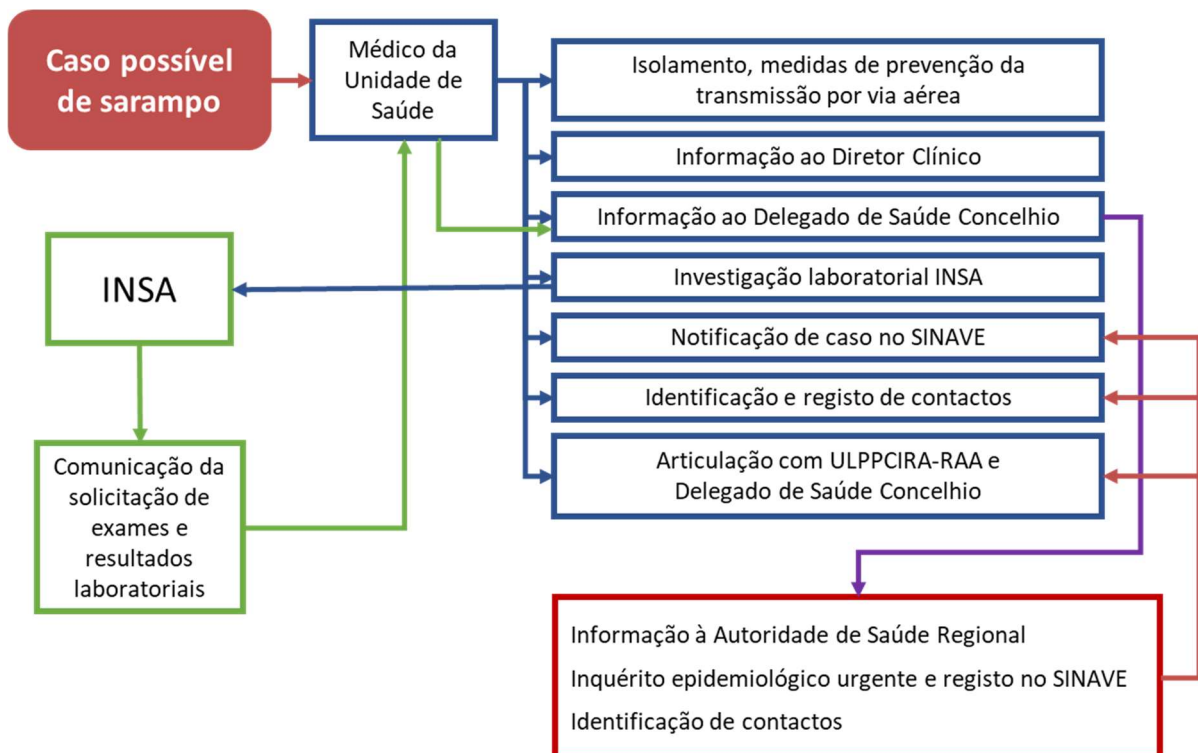 Caso possível
de sarampo
Médico da
Unidade de
Saúde
Isolamento, medidas de prevenção da
transmissão por via aérea
Informação ao Diretor Clínico
Informação ao Delegado de Saúde Concelhio
Investigação laboratorial INSA
Notificação de caso no SINAVE
Identificação e registo de contactos
Articulação com ULPPCIRA-RAA e
Delegado de Saúde Concelhio
INSA
Comunicação da
solicitação de
exames e
resultados
laboratoriais
Informação à Autoridade de Saúde Regional
Inquérito epidemiológico urgente e registo no SINAVE
Identificação de contactos